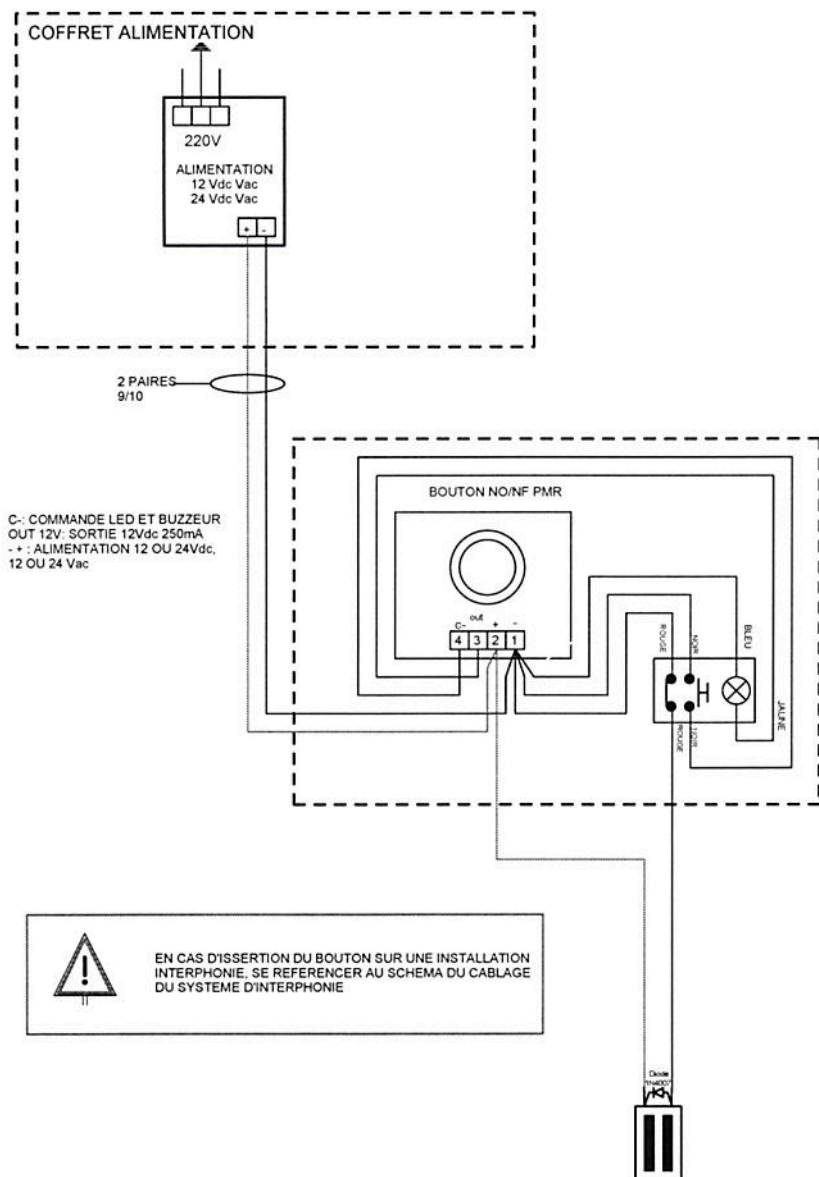 COFFRET ALIMENTATION
220V
ALIMENTATION
12 Vdc Vac
24 Vdc Vac
+ -
2 PAIRES
9/10
C-: COMMANDE LED ET BUZZEUR
OUT 12V: SORTIE 12Vdc 250mA
- + : ALIMENTATION 12 OU 24Vdc,
12 OU 24 Vac
BOUTON NO/NF PMR
C- out + -
4 3 2 1
ROUGE
NOIR
BLEU
JAUNE
ROUGE
NOIR
!
EN CAS D'ISSERTION DU BOUTON SUR UNE INSTALLATION
INTERPHONIE, SE REFERENCER AU SCHEMA DU CABLAGE
DU SYSTEME D'INTERPHONIE
Diode
1N4007